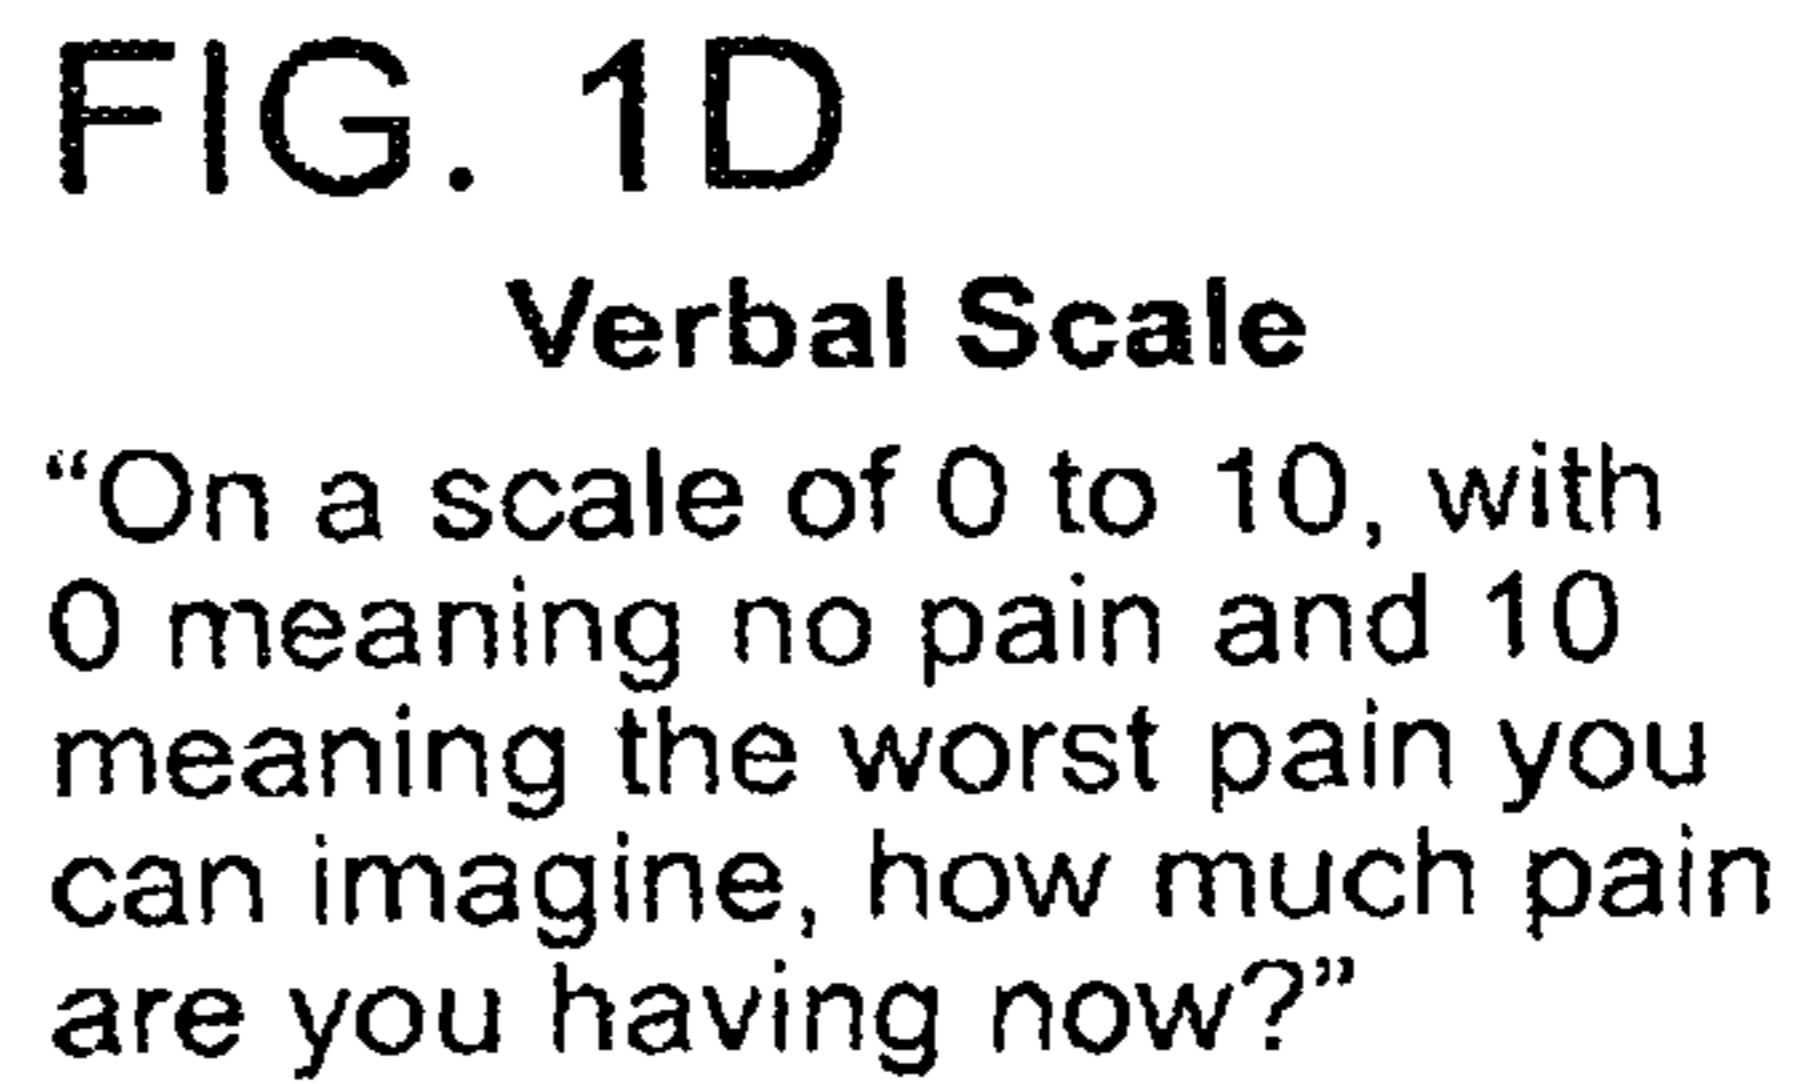 FIG. 1D
Verbal Scale
“On a scale of 0 to 10, with
0 meaning no pain and 10
meaning the worst pain you
can imagine, how much pain
are you having now?”